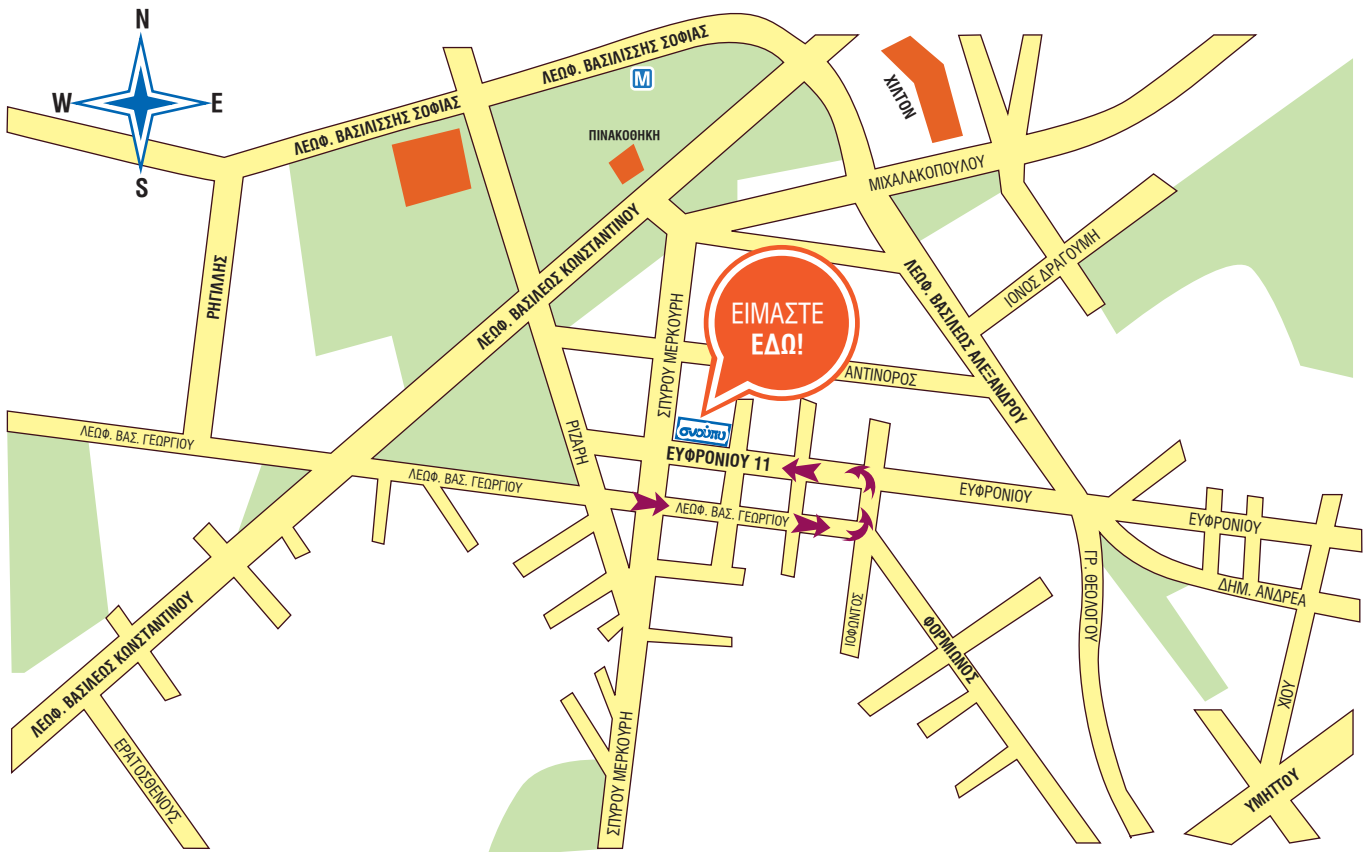 N
W
E
S
ΛΕΩΦ. ΒΑΣΙΛΙΣΣΗΣ ΣΟΦΙΑΣ
ΛΕΩΦ. ΒΑΣΙΛΙΣΣΗΣ ΣΟΦΙΑΣ
M
ΧΙΛΤΟΝ
ΠΙΝΑΚΟΘΗΚΗ
ΜΙΧΑΛΑΚΟΠΟΥΛΟΥ
ΡΗΓΙΛΛΗΣ
ΛΕΩΦ. ΒΑΣΙΛΕΩΣ ΚΩΝΣΤΑΝΤΙΝΟΥ
ΙΟΝΟΣ ΔΡΑΓΟΥΜΗ
ΛΕΩΦ. ΒΑΣΙΛΕΩΣ ΑΛΕΞΑΝΔΡΟΥ
ΕΙΜΑΣΤΕ
ΕΔΩ!
ΣΠΥΡΟΥ ΜΕΡΚΟΥΡΗ
ΑΝΤΙΝΟΡΟΣ
ΡΙΖΑΡΗ
σνούπυ
ΕΥΦΡΟΝΙΟΥ 11
ΛΕΩΦ. ΒΑΣ. ΓΕΩΡΓΙΟΥ
ΛΕΩΦ. ΒΑΣ. ΓΕΩΡΓΙΟΥ
ΛΕΩΦ. ΒΑΣ. ΓΕΩΡΓΙΟΥ
ΕΥΦΡΟΝΙΟΥ
ΕΥΦΡΟΝΙΟΥ
ΓΡ. ΘΕΟΛΟΓΟΥ
ΔΗΜ. ΑΝΔΡΕΑ
ΙΟΦΩΝΤΟΣ
ΦΟΡΜΙΩΝΟΣ
ΛΕΩΦ. ΒΑΣΙΛΕΩΣ ΚΩΝΣΤΑΝΤΙΝΟΥ
ΕΡΑΤΟΣΘΕΝΟΥΣ
ΣΠΥΡΟΥ ΜΕΡΚΟΥΡΗ
ΧΙΟΥ
ΥΜΗΤΤΟΥ